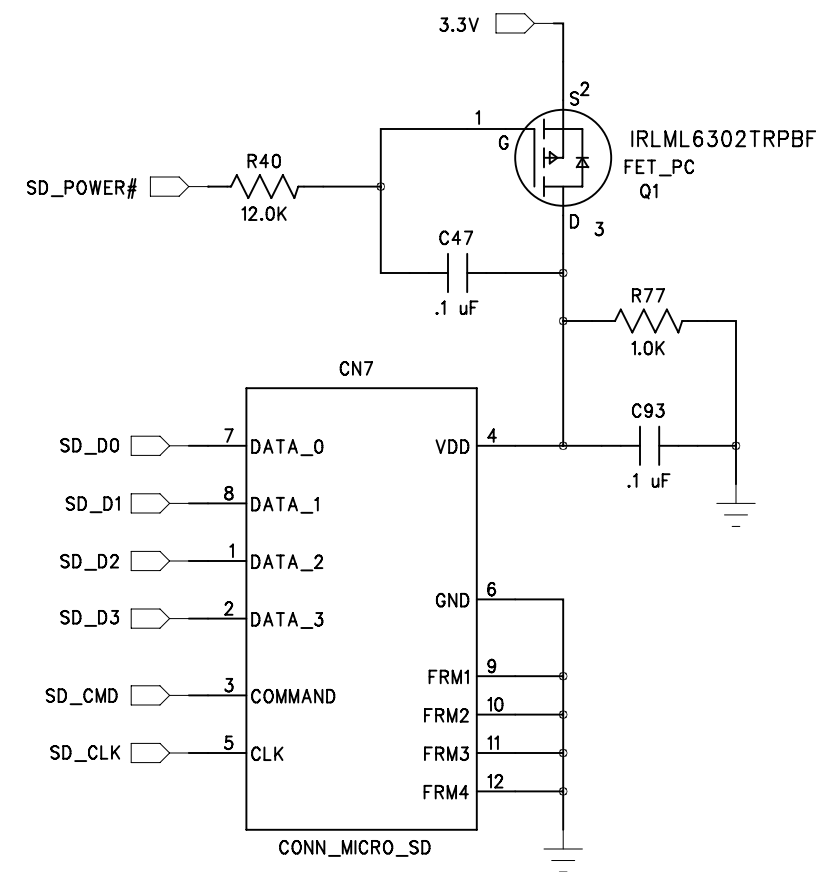 3.3V
S 2
1
G
IRLML6302TRPBF
FET_PC
Q1
R40
SD_POWER#
12.0K
D 3
C47
.1 uF
R77
1.0K
CN7
C93
.1 uF
SD_D0 7 DATA_0
VDD 4
SD_D1 8 DATA_1
SD_D2 1 DATA_2
GND 6
SD_D3 2 DATA_3
FRM1 9
SD_CMD 3 COMMAND
FRM2 10
SD_CLK 5 CLK
FRM3 11
FRM4 12
CONN_MICRO_SD